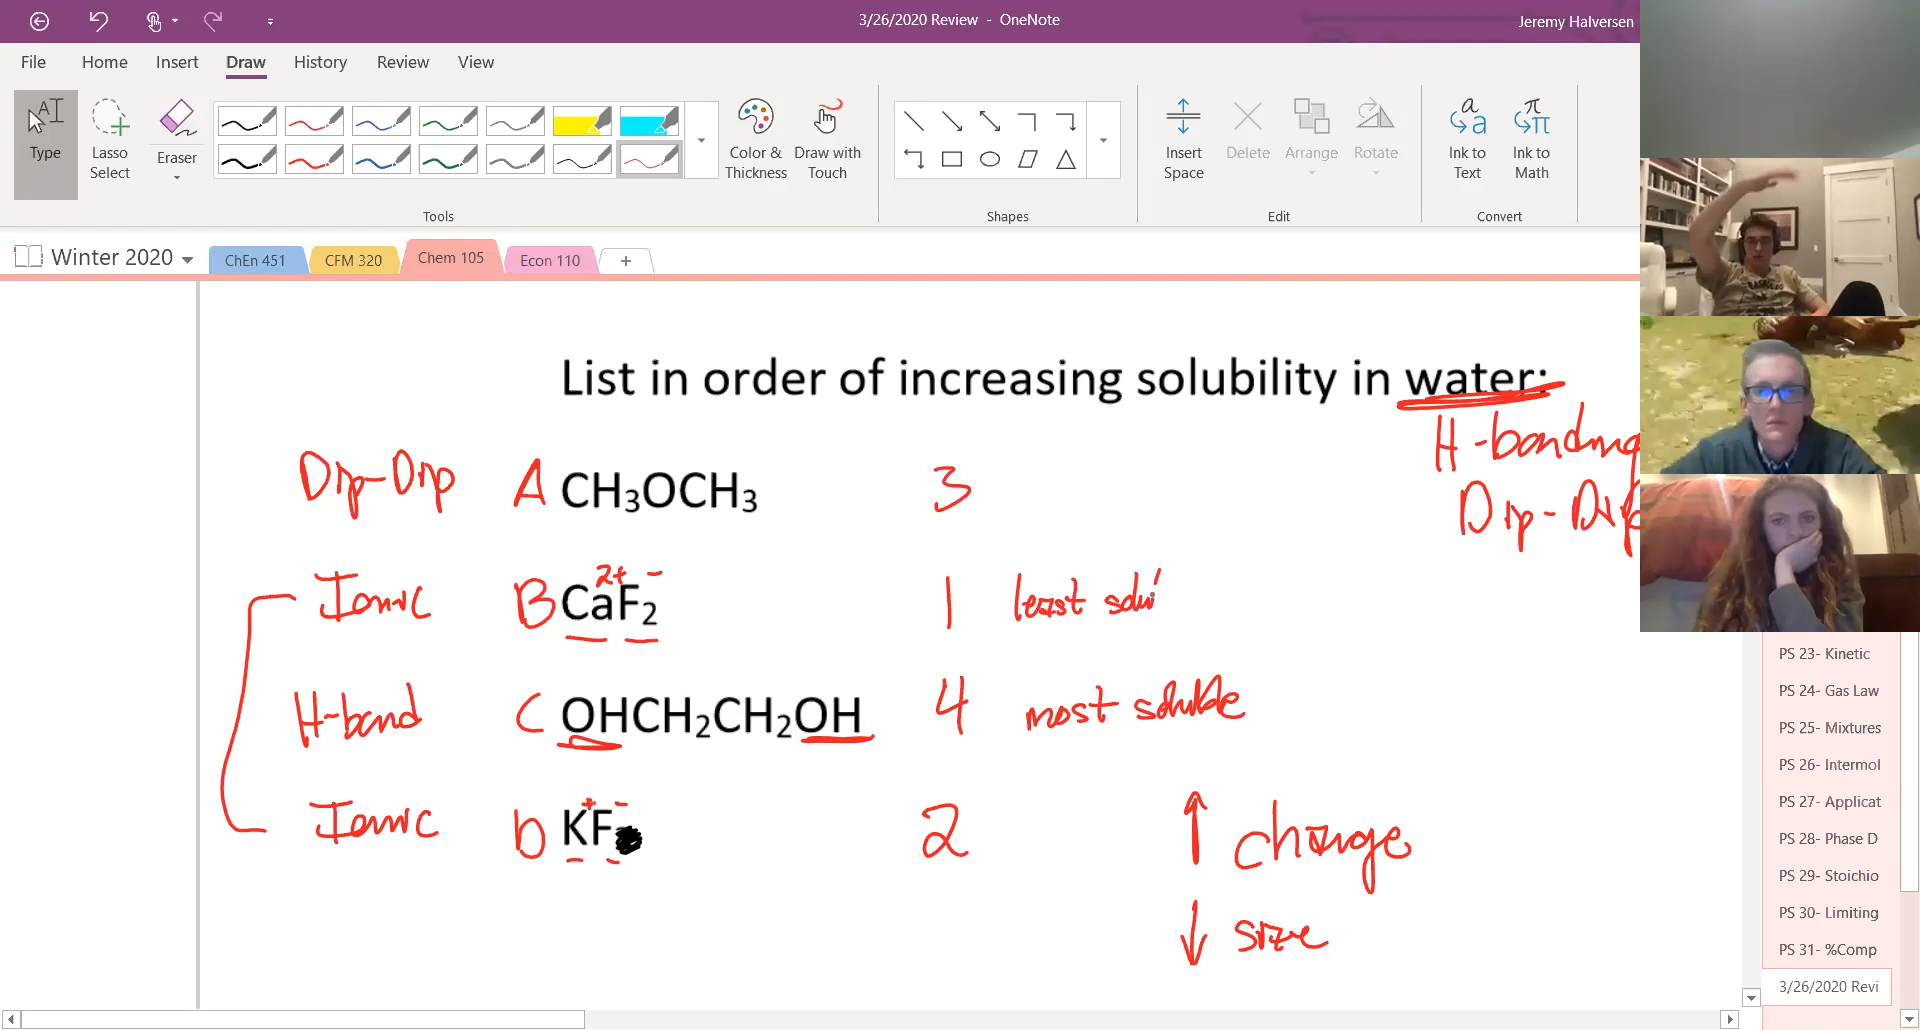 3/26/2020 Review - OneNote
Jeremy Halversen
File Home Insert Draw History Review View
Type
Lasso Select
Eraser
Color & Thickness
Draw with Touch
Insert Space
Delete
Arrange
Rotate
Ink to Text
Ink to Math
Tools Shapes Edit Convert
Winter 2020 ChEn 451 CFM 320 Chem 105 Econ 110 +
List in order of increasing solubility in water:
H-bonding
Dip-Dip
Dip-Dip A CH₃OCH₃ 3
2+ -
Ionic B CaF₂ 1 least solu
H-bond C OHCH₂CH₂OH 4 most soluble
+ -
Ionic D KF 2
↑ charge
↓ size
PS 23- Kinetic
PS 24- Gas Law
PS 25- Mixtures
PS 26- Intermol
PS 27- Applicat
PS 28- Phase D
PS 29- Stoichio
PS 30- Limiting
PS 31- %Comp
3/26/2020 Revi